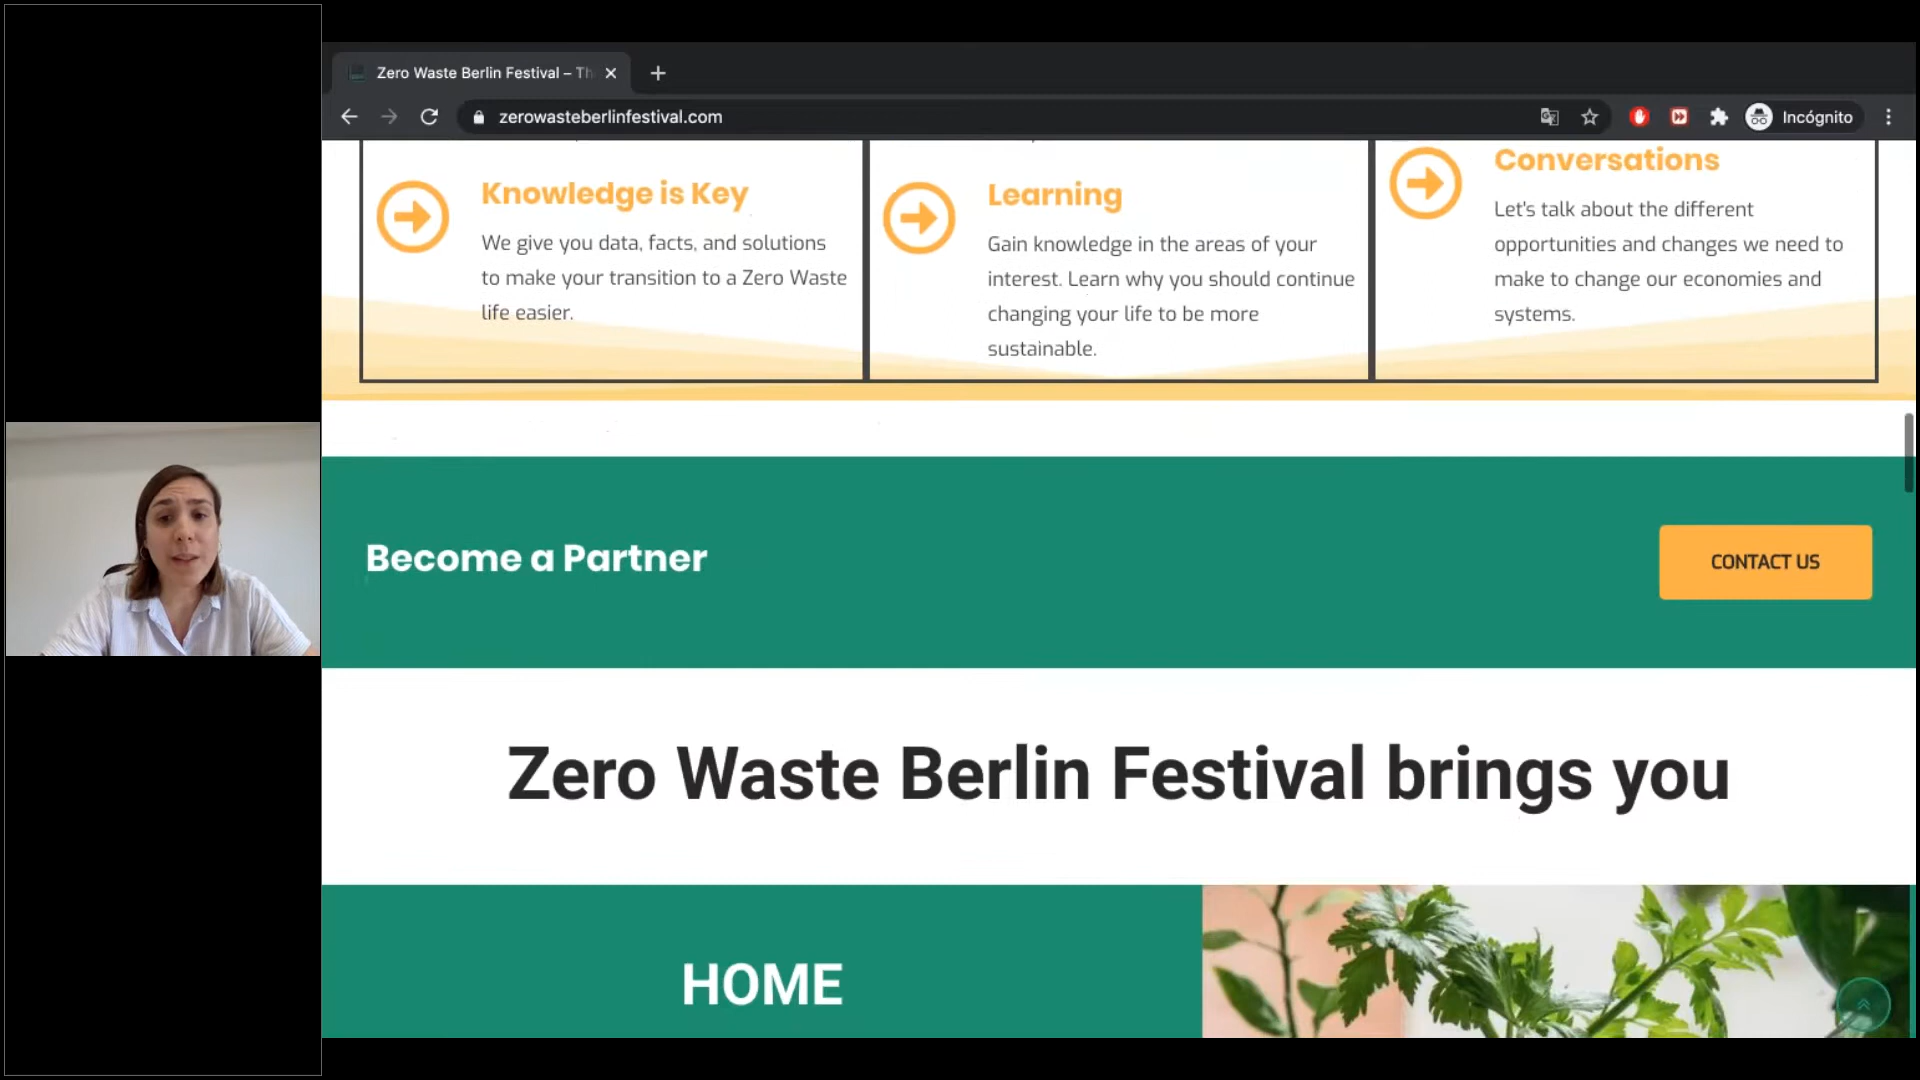 Zero Waste Berlin Festival – Th
zerowasteberlinfestival.com
Incógnito
Knowledge is Key
We give you data, facts, and solutions
to make your transition to a Zero Waste
life easier.
Learning
Gain knowledge in the areas of your
interest. Learn why you should continue
changing your life to be more
sustainable.
Conversations
Let's talk about the different
opportunities and changes we need to
make to change our economies and
systems.
Become a Partner
CONTACT US
Zero Waste Berlin Festival brings you
HOME